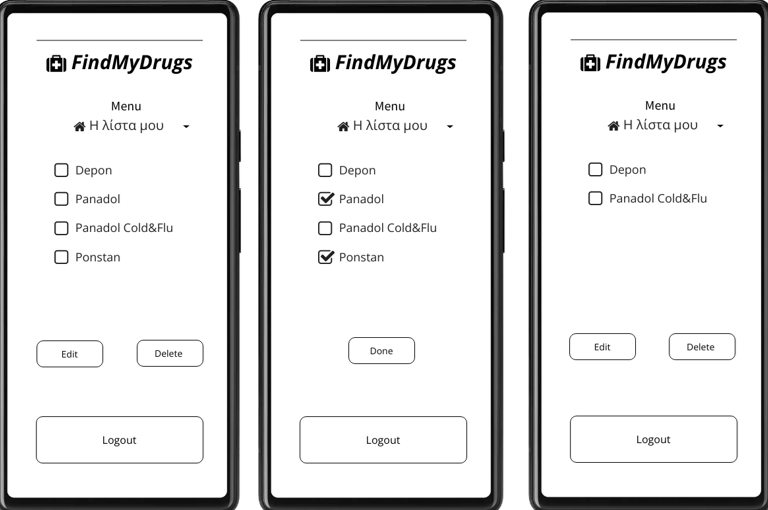 FindMyDrugs
Menu
Η λίστα μου
Depon
Panadol
Panadol Cold&Flu
Ponstan
Edit
Delete
Logout
FindMyDrugs
Menu
Η λίστα μου
Depon
Panadol
Panadol Cold&Flu
Ponstan
Done
Logout
FindMyDrugs
Menu
Η λίστα μου
Depon
Panadol Cold&Flu
Edit
Delete
Logout